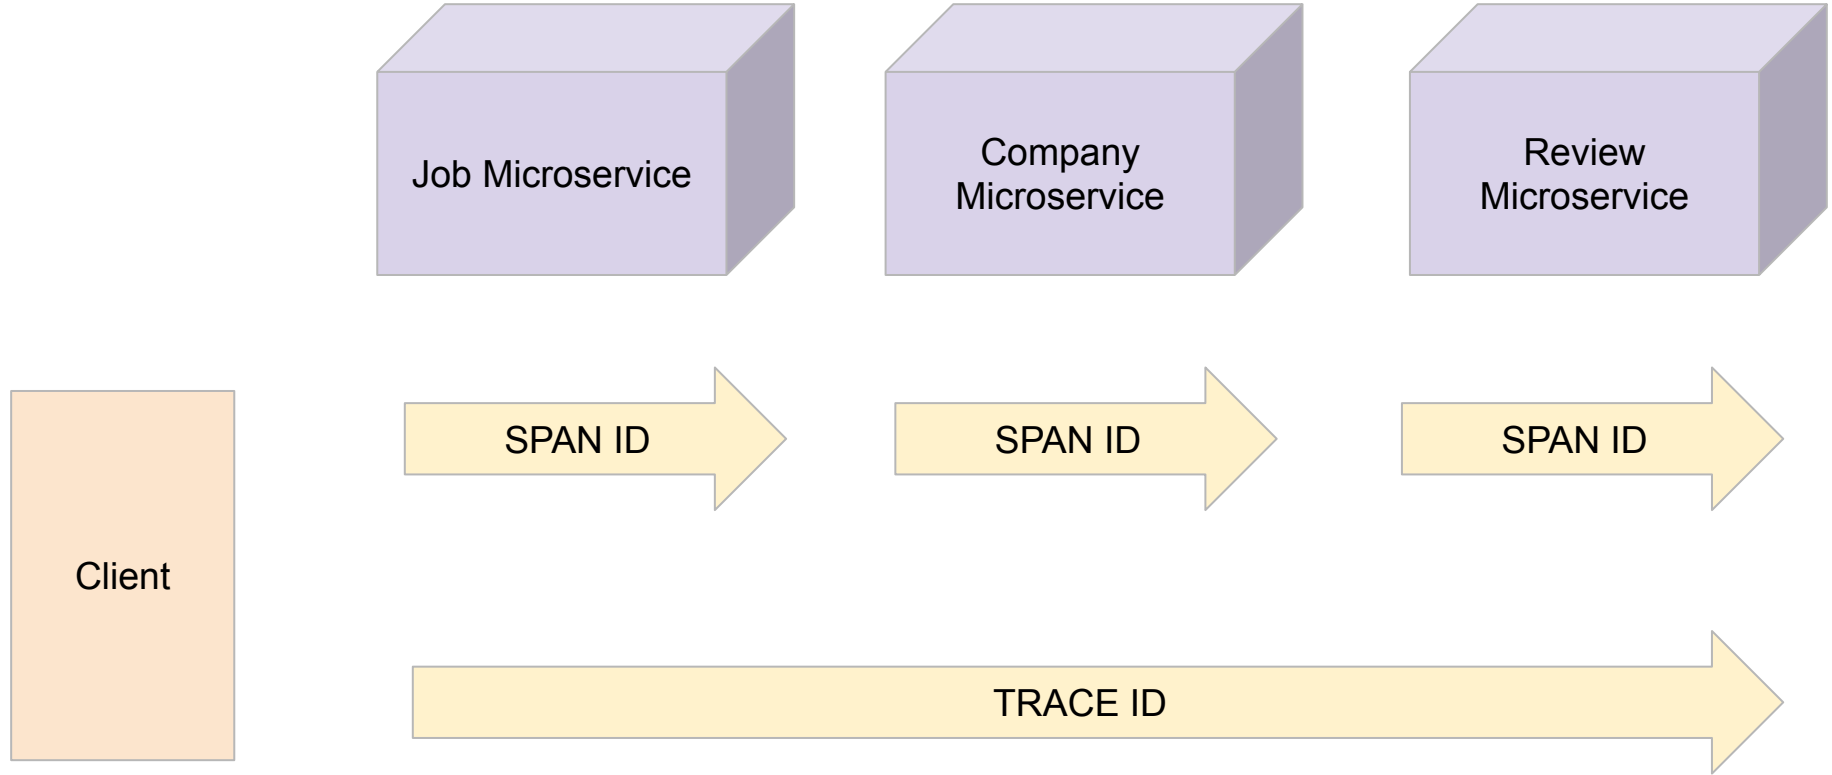 Job Microservice
Company
Microservice
Review
Microservice
SPAN ID
SPAN ID
SPAN ID
Client
TRACE ID